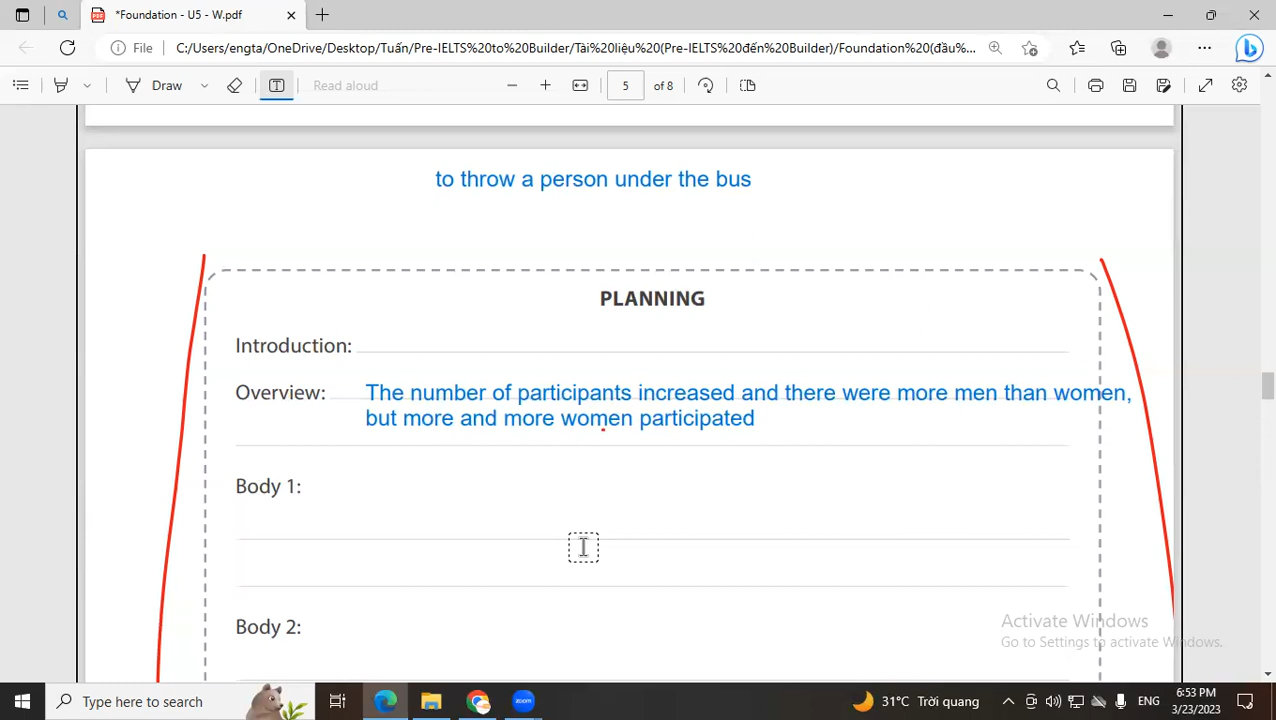 *Foundation - U5 - W.pdf
File
C:/Users/engta/OneDrive/Desktop/Tuấn/Pre-IELTS%20to%20Builder/Tài%20liệu%20(Pre-IELTS%20đến%20Builder)/Foundation%20(đầu%...
Draw
Read aloud
5
of 8
to throw a person under the bus
PLANNING
Introduction:
Overview:
The number of participants increased and there were more men than women,
but more and more women participated
Body 1:
Body 2:
Activate Windows
Go to Settings to activate Windows.
Type here to search
zoom
31°C Trời quang
ENG
6:53 PM
3/23/2023